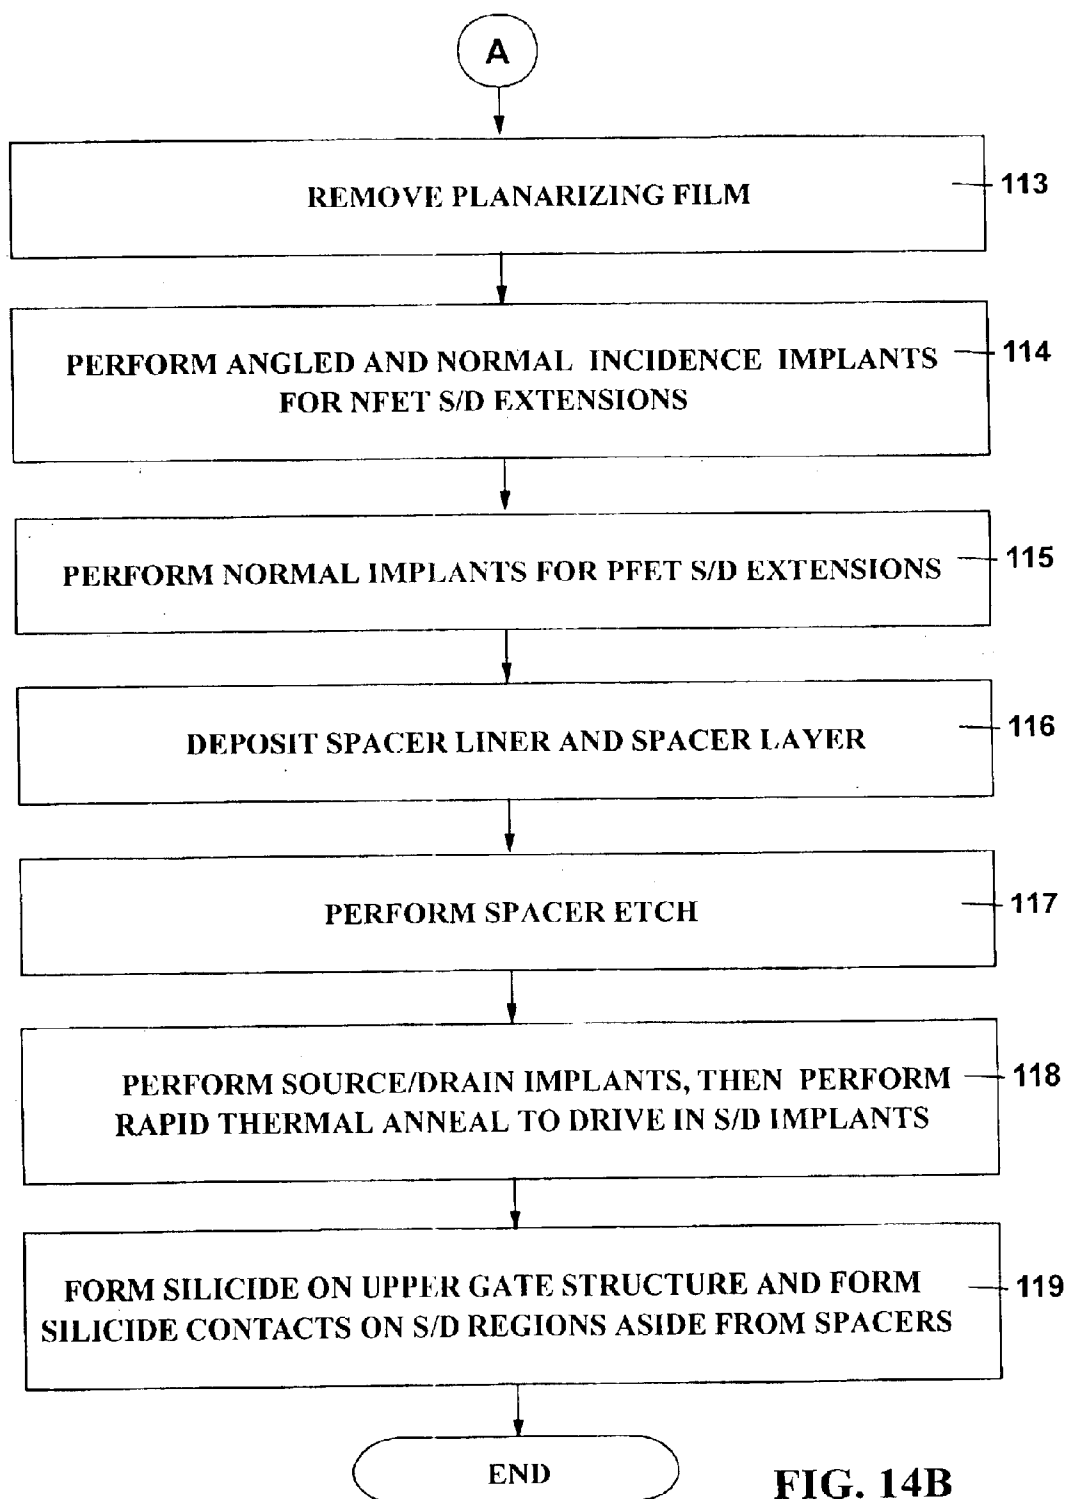 A
REMOVE PLANARIZING FILM
113
PERFORM ANGLED AND NORMAL INCIDENCE IMPLANTS
FOR NFET S/D EXTENSIONS
114
PERFORM NORMAL IMPLANTS FOR PFET S/D EXTENSIONS
115
DEPOSIT SPACER LINER AND SPACER LAYER
116
PERFORM SPACER ETCH
117
PERFORM SOURCE/DRAIN IMPLANTS, THEN PERFORM
RAPID THERMAL ANNEAL TO DRIVE IN S/D IMPLANTS
118
FORM SILICIDE ON UPPER GATE STRUCTURE AND FORM
SILICIDE CONTACTS ON S/D REGIONS ASIDE FROM SPACERS
119
END
FIG. 14B